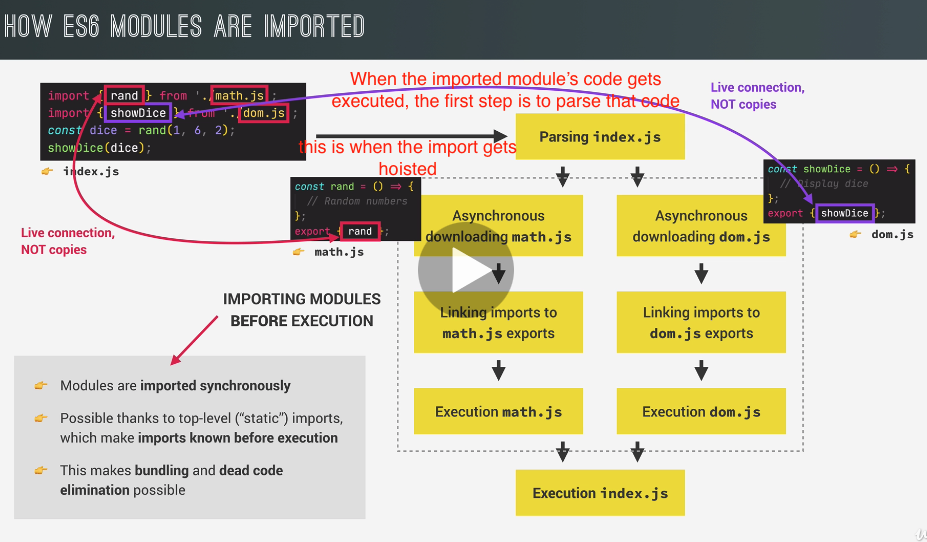 HOW ES6 MODULES ARE IMPORTED
When the imported module's code gets
executed, the first step is to parse that code
this is when the import gets
hoisted
import { rand } from './math.js';
import { showDice } from './dom.js';
const dice = rand(1, 6, 2);
showDice(dice);
👉 index.js
Live connection,
NOT copies
Parsing index.js
const showDice = () => {
// Display dice
};
export { showDice };
👉 dom.js
const rand = () => {
// Random numbers
};
export { rand };
👉 math.js
Live connection,
NOT copies
Asynchronous
downloading math.js
Asynchronous
downloading dom.js
Linking imports to
math.js exports
Linking imports to
dom.js exports
Execution math.js
Execution dom.js
Execution index.js
IMPORTING MODULES
BEFORE EXECUTION
👉 Modules are imported synchronously
👉 Possible thanks to top-level (“static”) imports,
which make imports known before execution
👉 This makes bundling and dead code
elimination possible